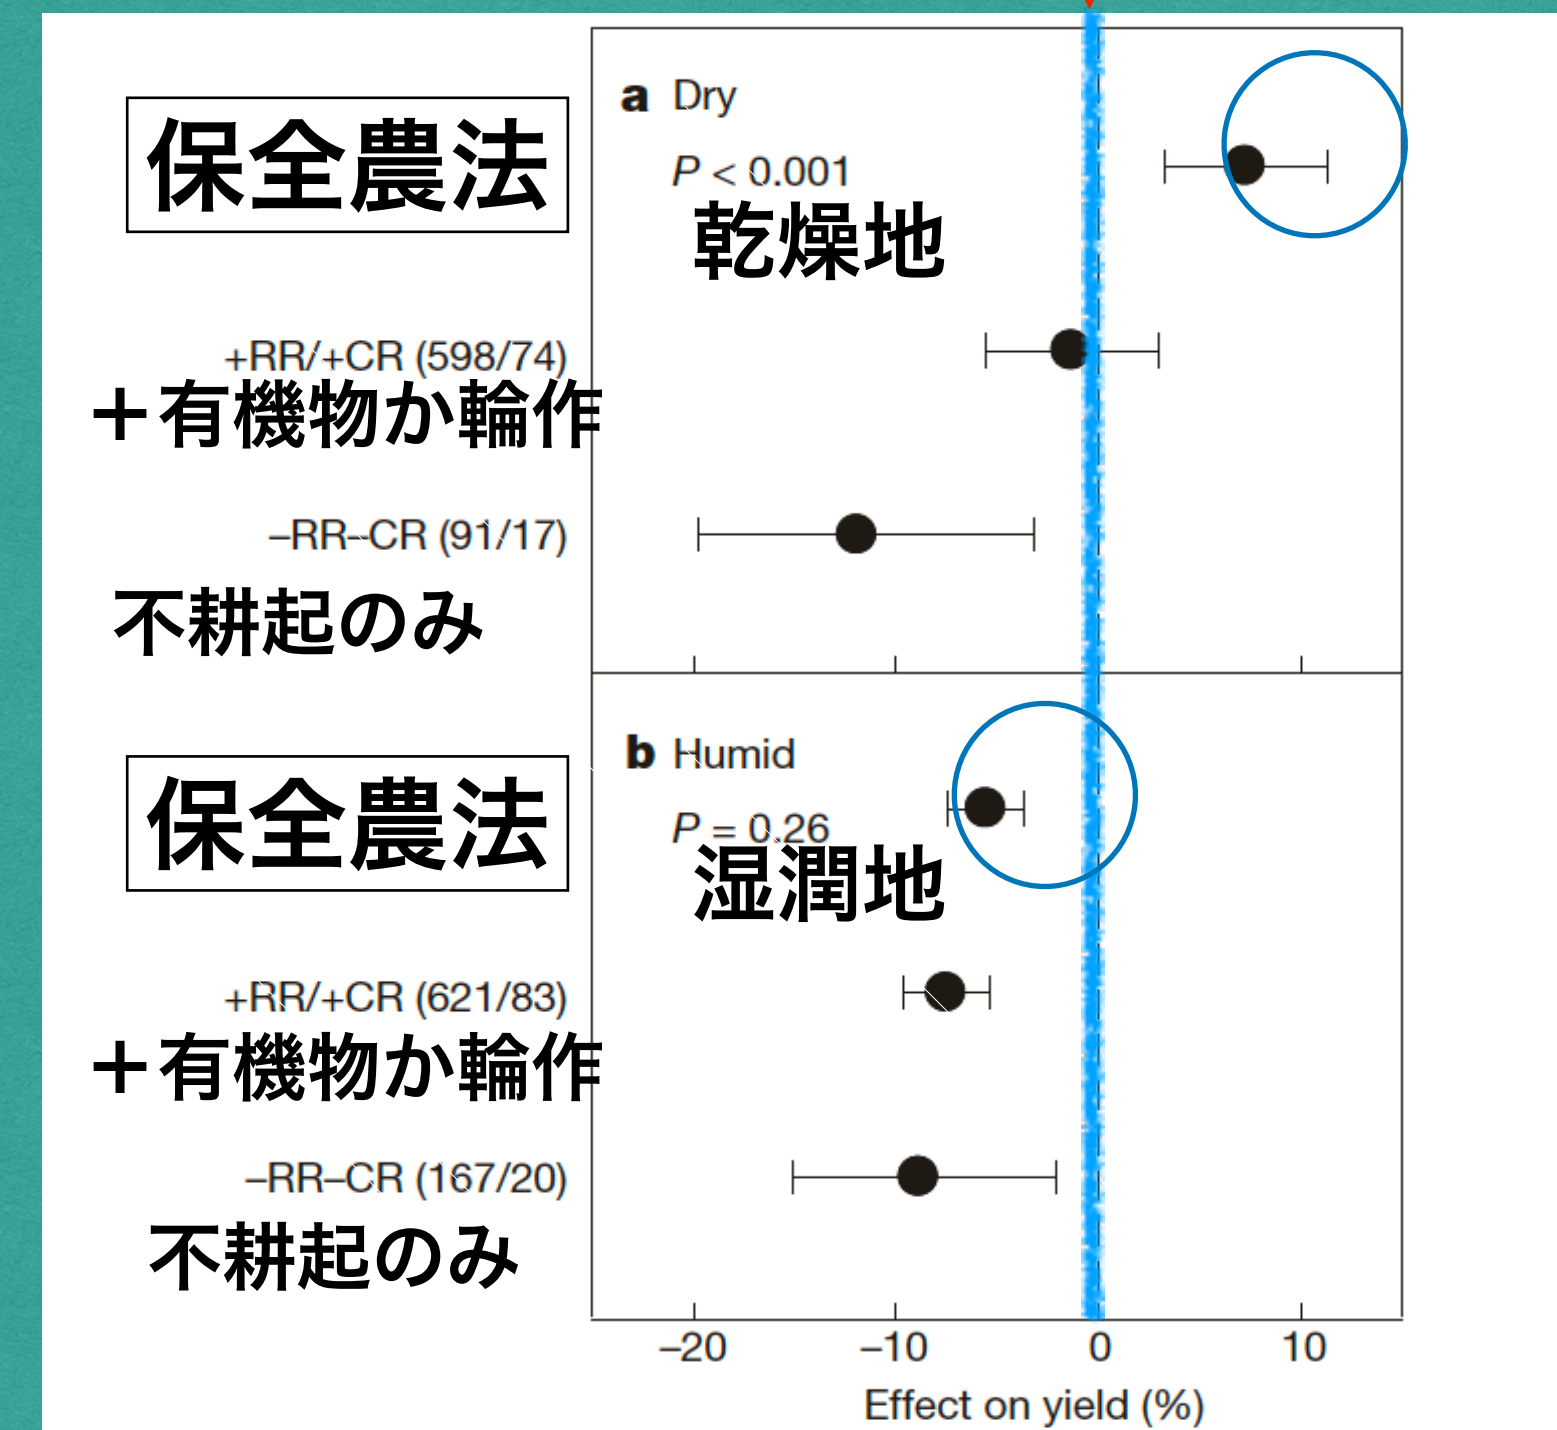 a Dry
保全農法
P < 0.001
乾燥地
+RR/+CR (598/74)
＋有機物か輪作
–RR–CR (91/17)
不耕起のみ
b Humid
保全農法
P = 0.26
湿潤地
+RR/+CR (621/83)
＋有機物か輪作
–RR–CR (167/20)
不耕起のみ
–20 –10 0 10
Effect on yield (%)